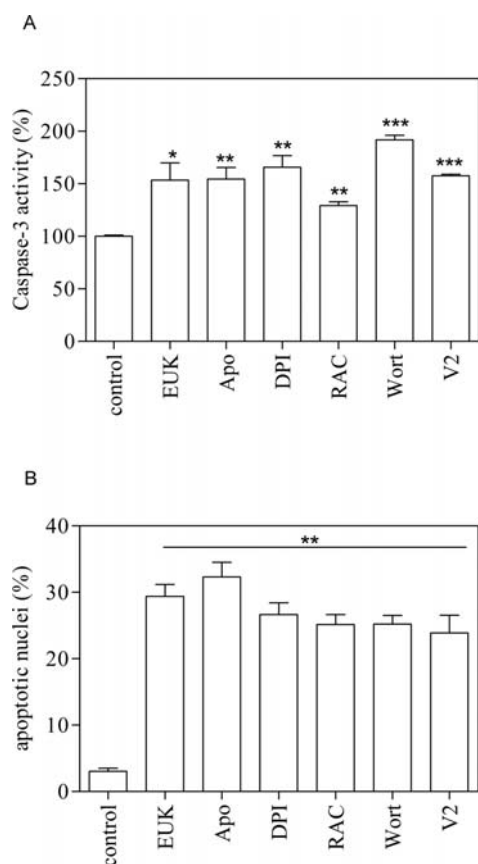 A
Caspase-3 activity (%)
250
200
150
100
50
0
*
**
**
**
***
***
control
EUK
Apo
DPI
RAC
Wort
V2
B
apoptotic nuclei (%)
40
30
20
10
0
**
control
EUK
Apo
DPI
RAC
Wort
V2